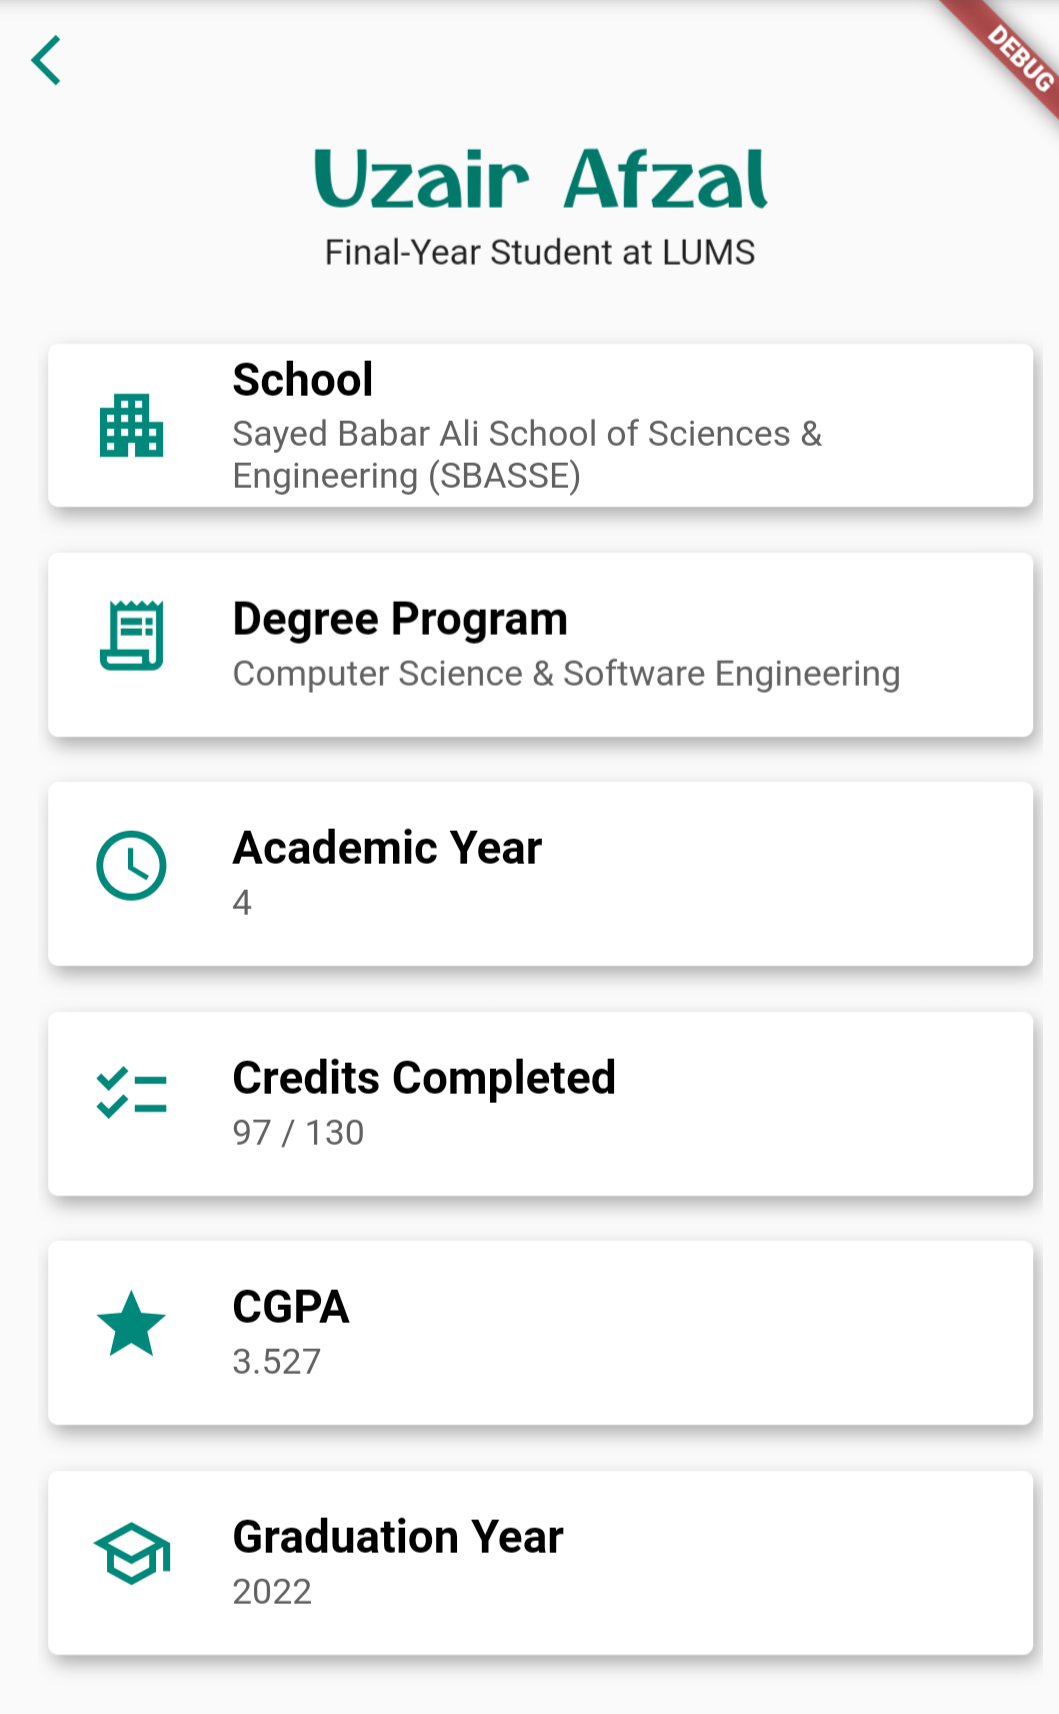 DEBUG
Uzair Afzal
Final-Year Student at LUMS
School
Sayed Babar Ali School of Sciences &
Engineering (SBASSE)
Degree Program
Computer Science & Software Engineering
Academic Year
4
Credits Completed
97 / 130
CGPA
3.527
Graduation Year
2022